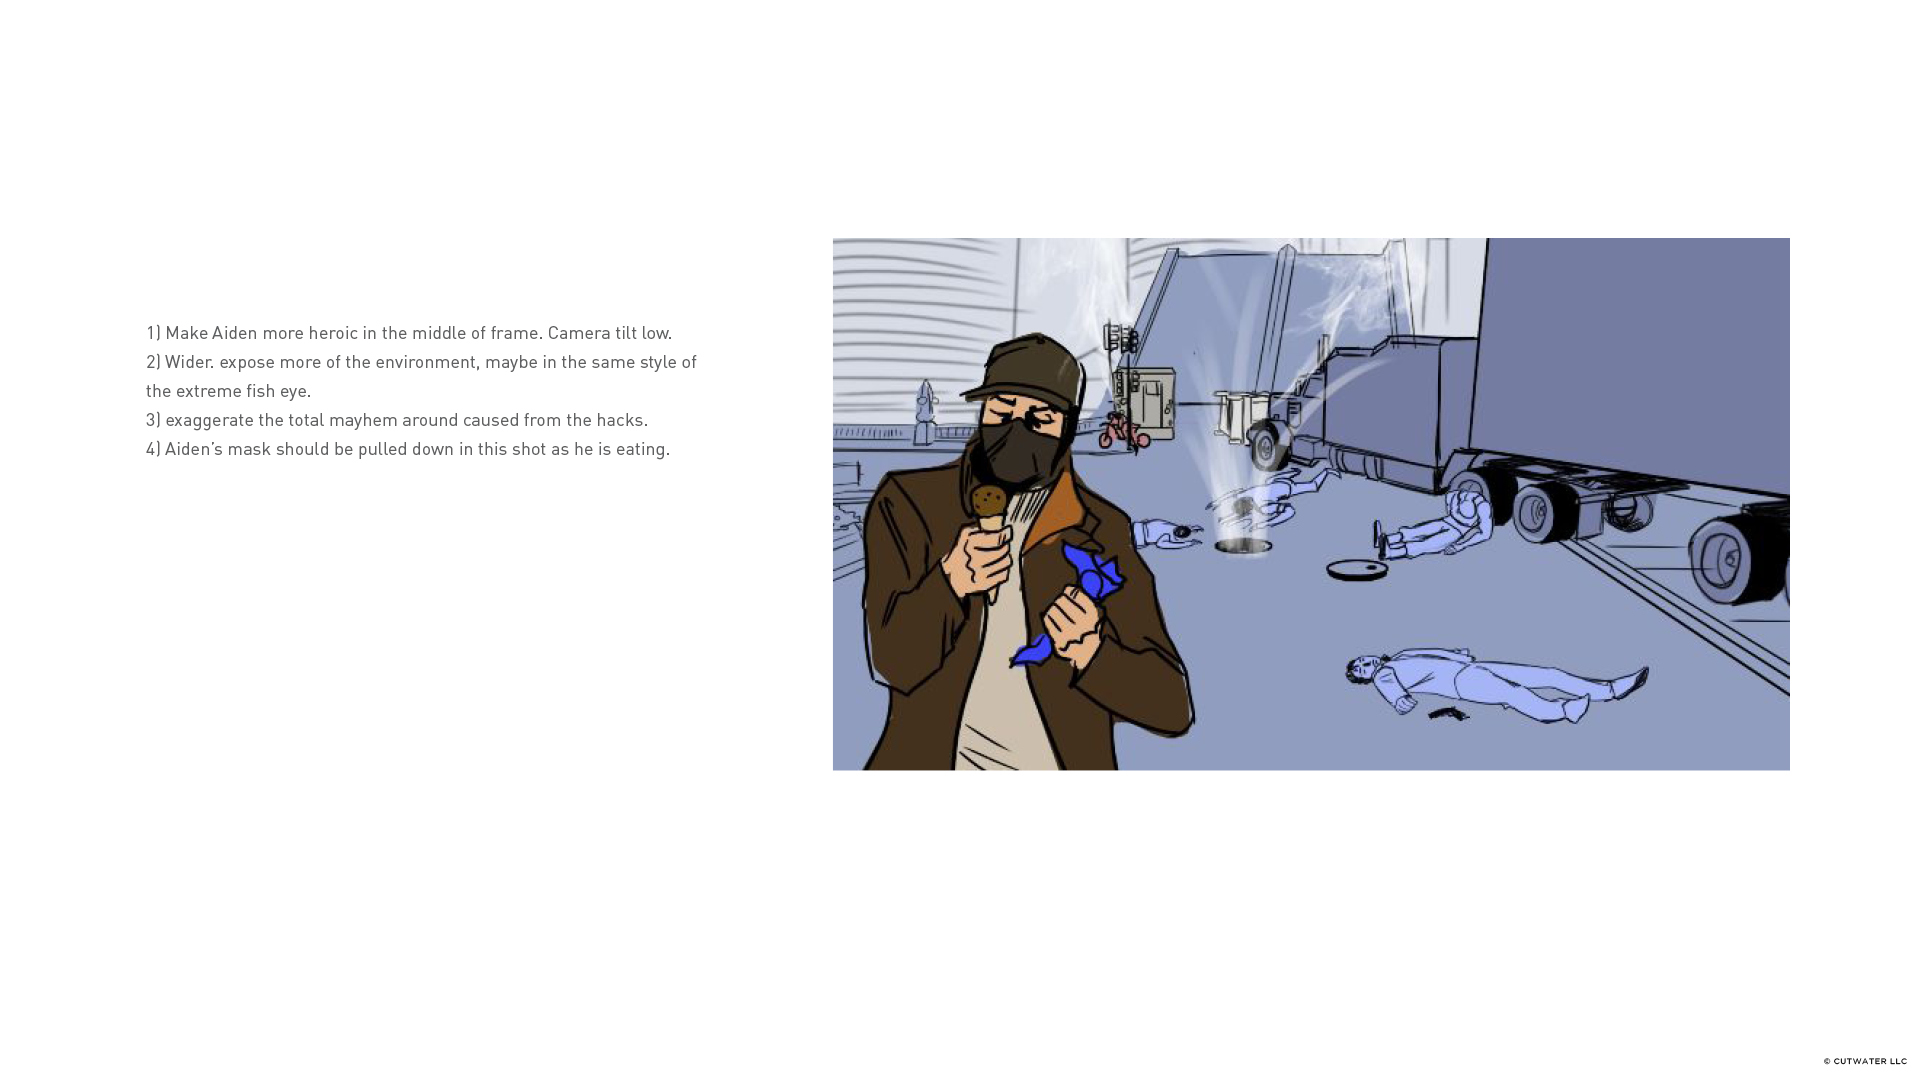 1) Make Aiden more heroic in the middle of frame. Camera tilt low.
2) Wider. expose more of the environment, maybe in the same style of
the extreme fish eye.
3) exaggerate the total mayhem around caused from the hacks.
4) Aiden’s mask should be pulled down in this shot as he is eating.
© CUTWATER LLC